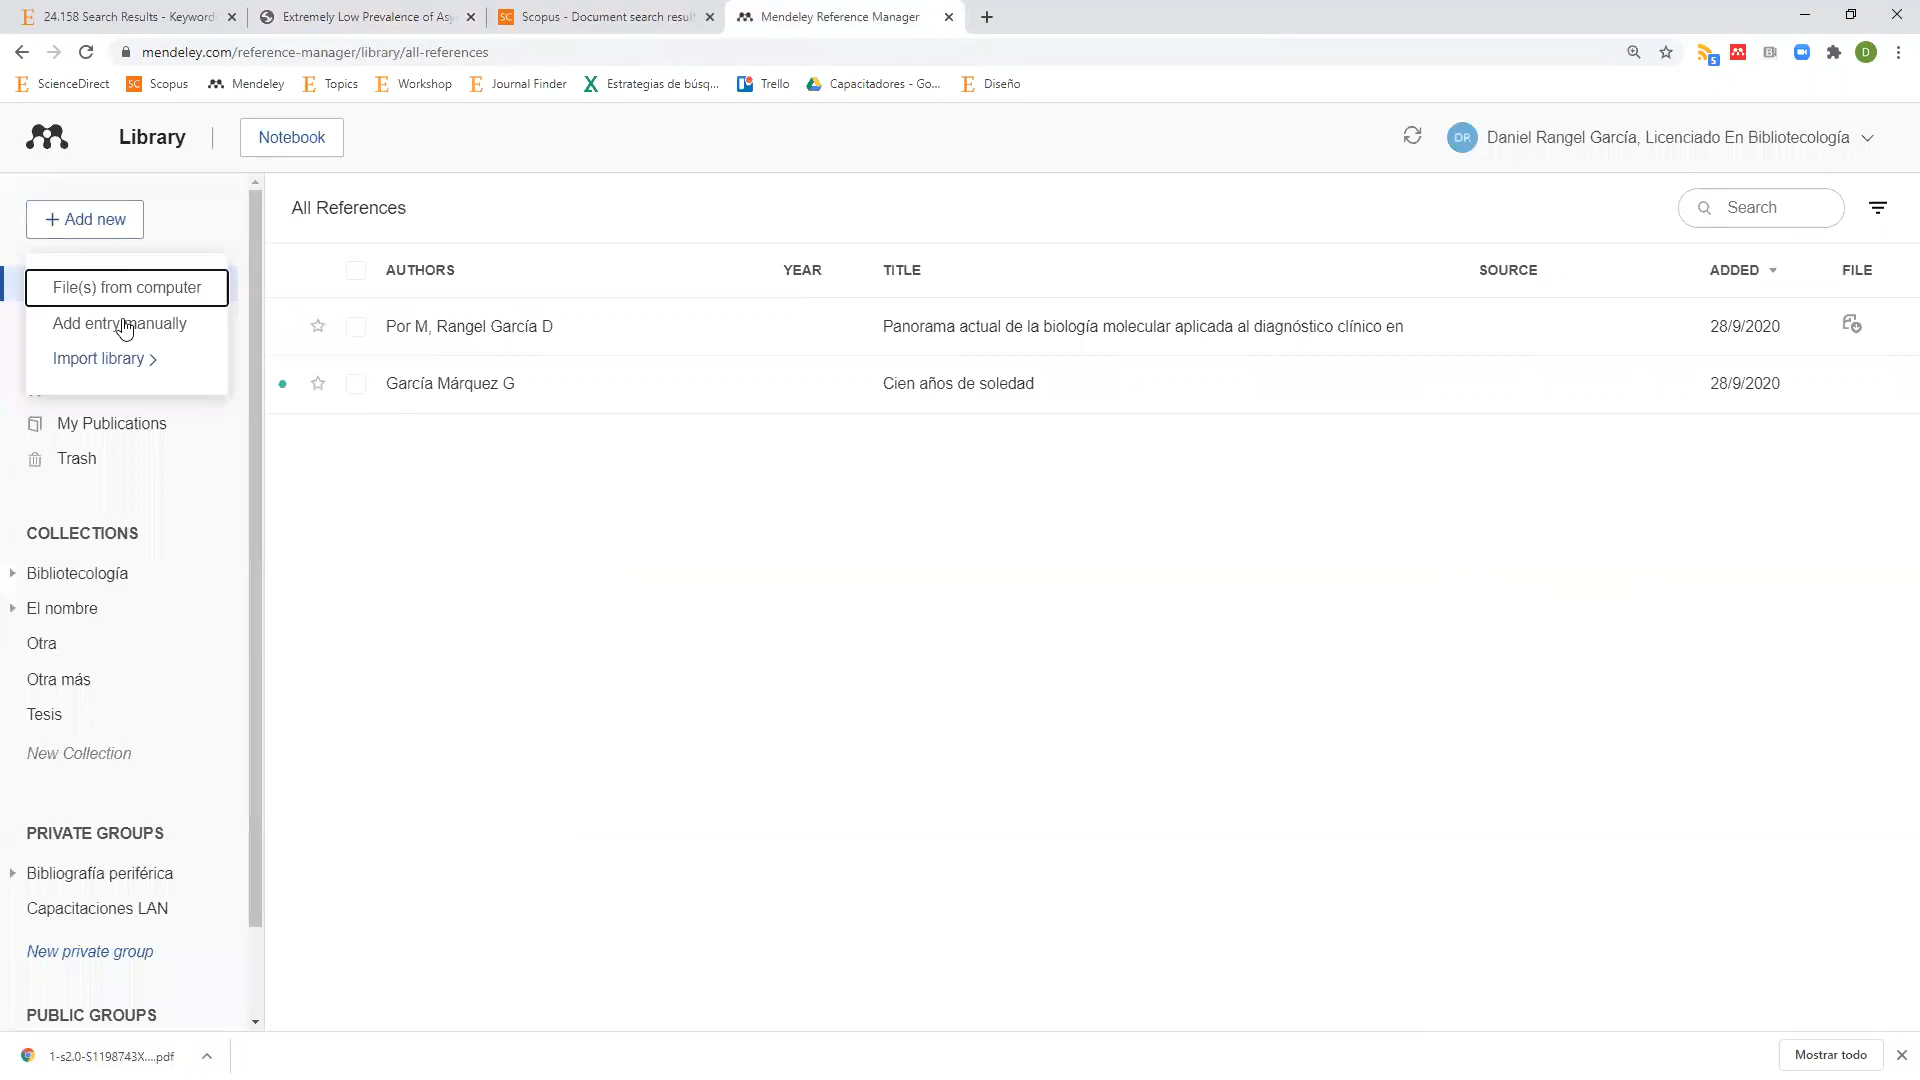 24.158 Search Results - Keyword
Extremely Low Prevalence of Asy
Scopus - Document search resul
Mendeley Reference Manager
mendeley.com/reference-manager/library/all-references
5
D
ScienceDirect
SC Scopus
Mendeley
Topics
Workshop
Journal Finder
Estrategias de búsq...
Trello
Capacitadores - Go...
Diseño
Library
Notebook
DR
Daniel Rangel García, Licenciado En Bibliotecología
+ Add new
All References
Search
File(s) from computer
Add entry manually
Import library >
My Publications
Trash
AUTHORS YEAR TITLE SOURCE ADDED FILE
Por M, Rangel García D Panorama actual de la biología molecular aplicada al diagnóstico clínico en 28/9/2020
García Márquez G Cien años de soledad 28/9/2020
COLLECTIONS
Bibliotecología
El nombre
Otra
Otra más
Tesis
New Collection
PRIVATE GROUPS
Bibliografía periférica
Capacitaciones LAN
New private group
PUBLIC GROUPS
1-s2.0-S1198743X....pdf
Mostrar todo